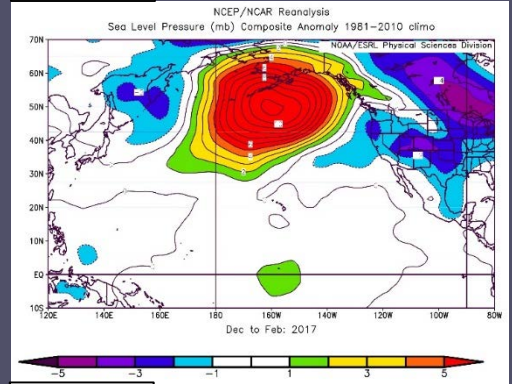 NCEP/NCAR Reanalysis
Sea Level Pressure (mb) Composite Anomaly 1981-2010 climo
NOAA/ESRL Physical Sciences Division
70N
60N
50N
40N
30N
20N
10N
EQ
10S
120E 140E 160E 180 160W 140W 120W 100W 80W
Dec to Feb: 2017
-5 -3 -1 1 3 5